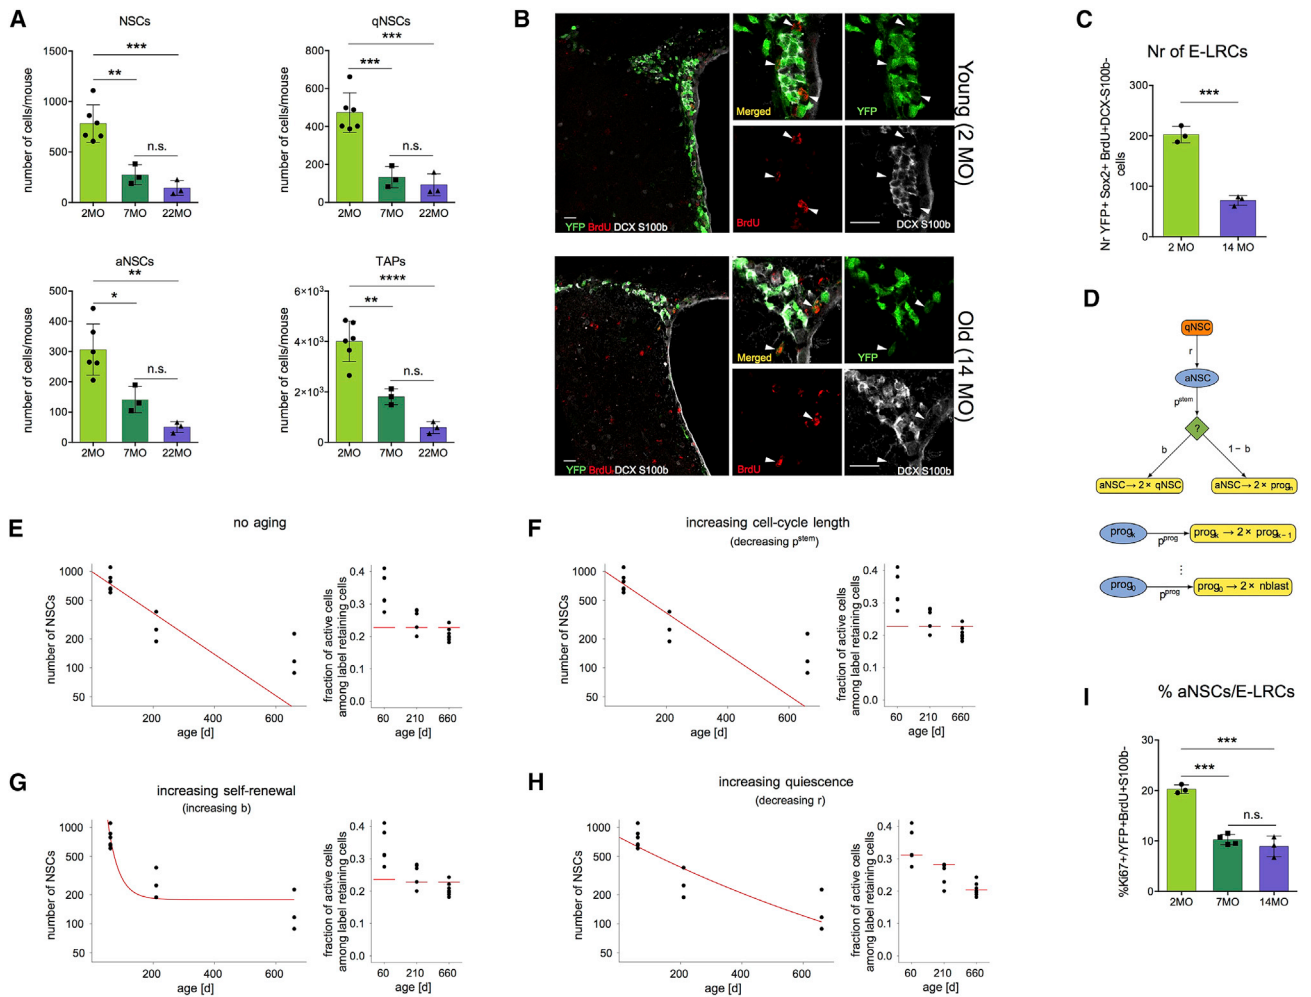 A
NSCs
number of cells/mouse
1500
1000
500
0
***
**
n.s.
2MO 7MO 22MO
qNSCs
number of cells/mouse
800
600
400
200
0
***
***
n.s.
2MO 7MO 22MO
aNSCs
number of cells/mouse
500
400
300
200
100
0
**
*
n.s.
2MO 7MO 22MO
TAPs
number of cells/mouse
6×10³
4×10³
2×10³
0
****
**
n.s.
2MO 7MO 22MO
B
YFP BrdU DCX S100b
Merged
YFP
BrdU
DCX S100b
Young (2 MO)
YFP BrdU DCX S100b
Merged
YFP
BrdU
DCX S100b
Old (14 MO)
C
Nr of E-LRCs
Nr YFP+ Sox2+ BrdU+DCX-S100b-
cells
300
200
100
0
***
2 MO 14 MO
D
qNSC
r
aNSC
pstem
?
b
1 − b
aNSC → 2 × qNSC
aNSC → 2 × progn
progk
pprog
progk → 2 × progk − 1
⋮
prog0
pprog
prog0 → 2 × nblast
E
no aging
number of NSCs
1000
500
200
100
50
200 400 600
age [d]
fraction of active cells
among label retaining cells
0.4
0.3
0.2
0.1
0.0
60 210 660
age [d]
F
increasing cell-cycle length
(decreasing pstem)
number of NSCs
1000
500
200
100
50
200 400 600
age [d]
fraction of active cells
among label retaining cells
0.4
0.3
0.2
0.1
0.0
60 210 660
age [d]
G
increasing self-renewal
(increasing b)
number of NSCs
1000
500
200
100
50
200 400 600
age [d]
fraction of active cells
among label retaining cells
0.4
0.3
0.2
0.1
0.0
60 210 660
age [d]
H
increasing quiescence
(decreasing r)
number of NSCs
1000
500
200
100
50
200 400 600
age [d]
fraction of active cells
among label retaining cells
0.4
0.3
0.2
0.1
0.0
60 210 660
age [d]
I
% aNSCs/E-LRCs
%Ki67+/YFP+BrdU+S100b-
30
20
10
0
***
***
n.s.
2MO 7MO 14MO